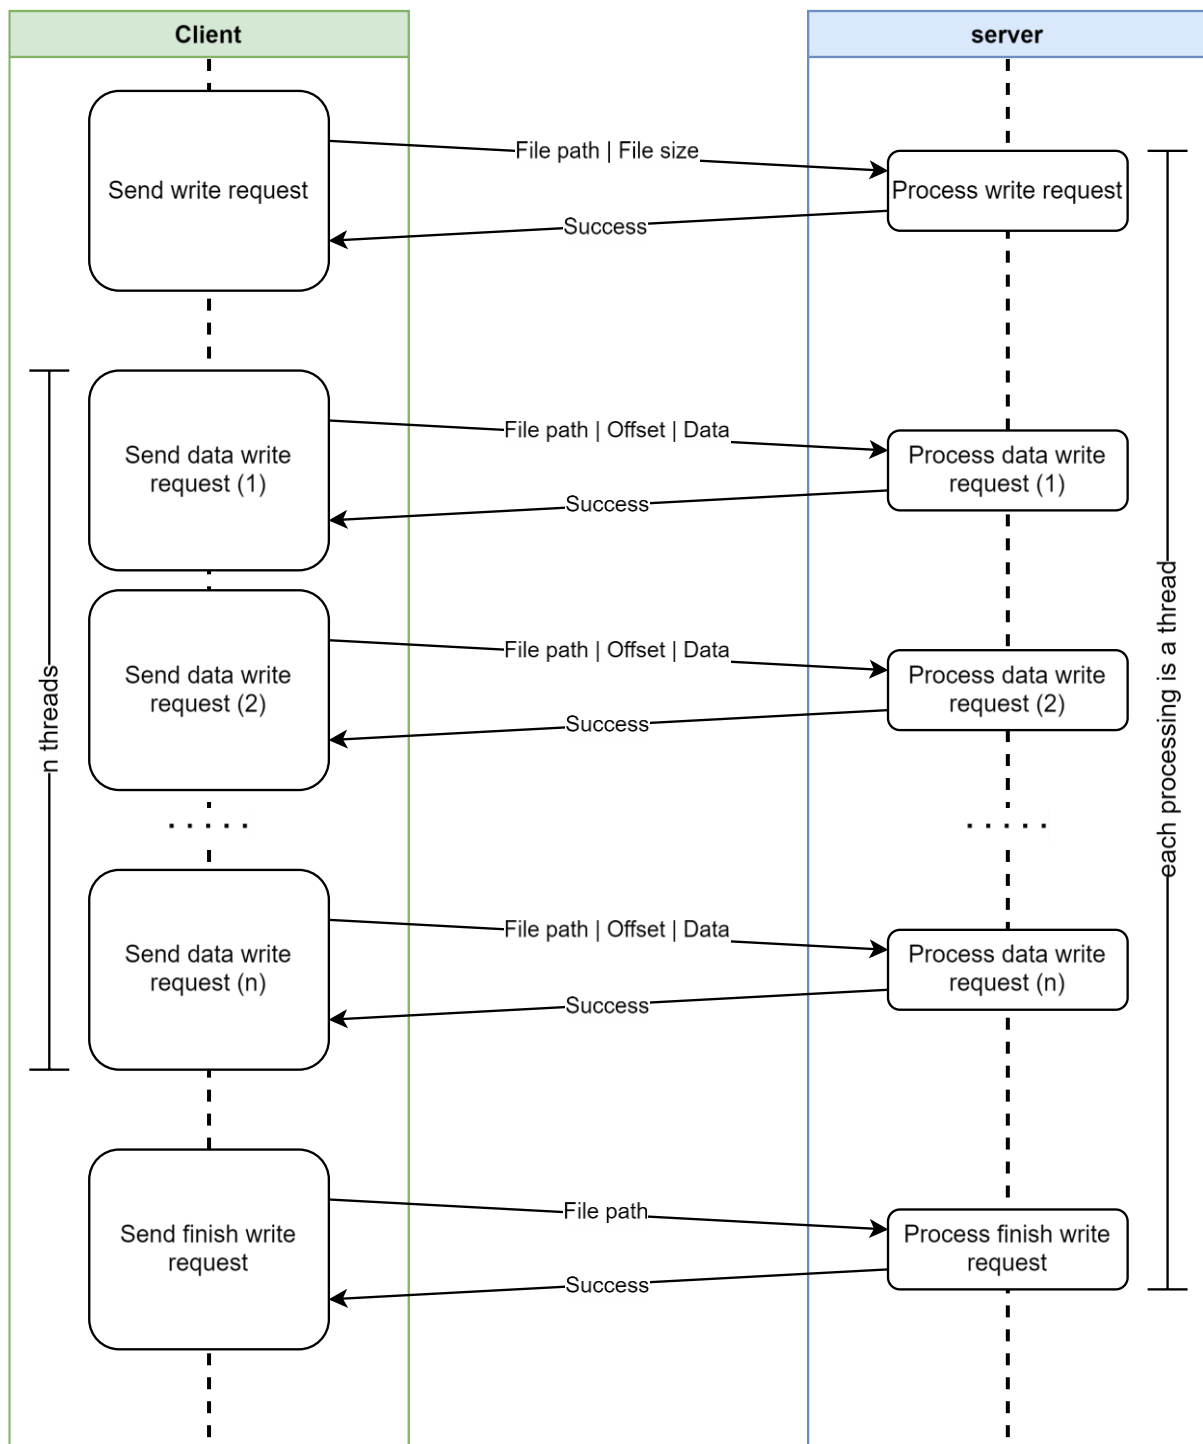 Client
server
Send write request
File path | File size
Process write request
Success
Send data write
request (1)
File path | Offset | Data
Process data write
request (1)
Success
Send data write
request (2)
File path | Offset | Data
Process data write
request (2)
Success
n threads
each processing is a thread
. . . . .
. . . . .
Send data write
request (n)
File path | Offset | Data
Process data write
request (n)
Success
Send finish write
request
File path
Process finish write
request
Success